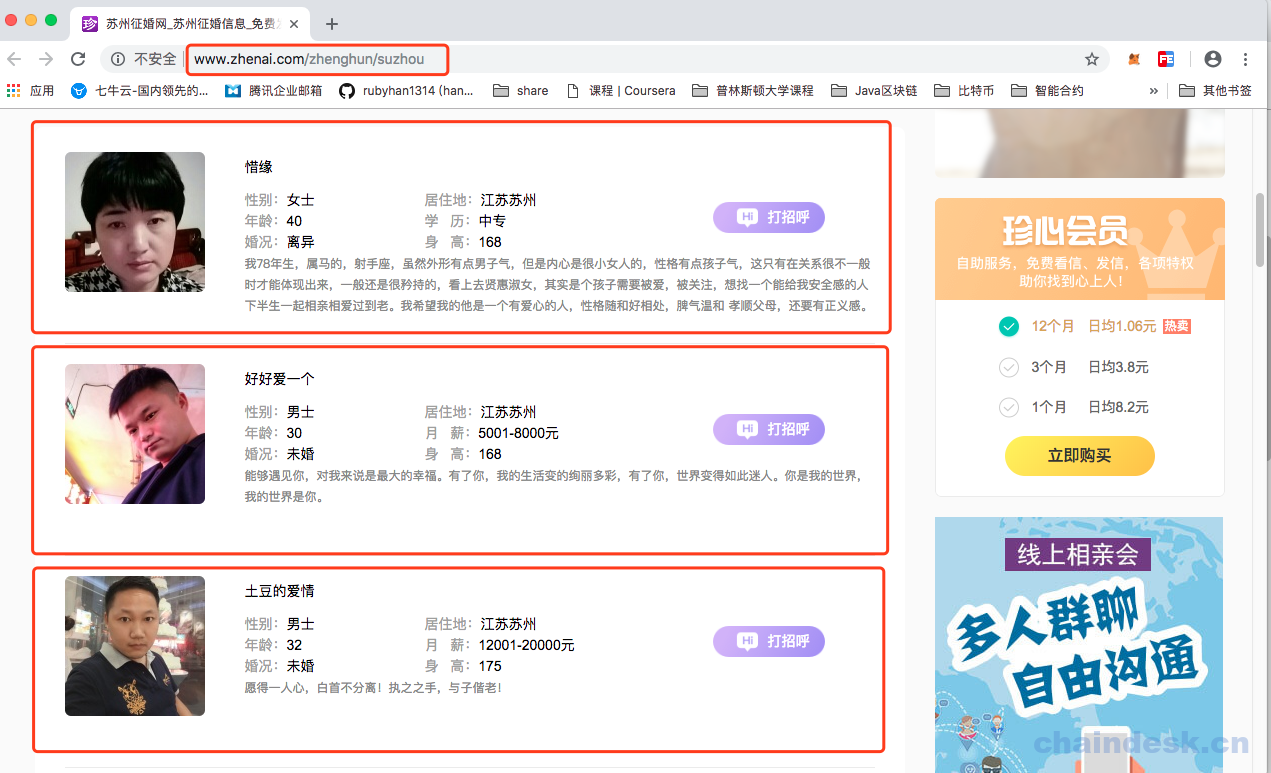 苏州征婚网_苏州征婚信息_免费
不安全
www.zhenai.com/zhenghun/suzhou
应用
七牛云-国内领先的...
腾讯企业邮箱
rubyhan1314 (han...
share
课程 | Coursera
普林斯顿大学课程
Java区块链
比特币
智能合约
»
其他书签
惜缘
性别：女士 居住地：江苏苏州
年龄：40 学 历：中专
婚况：离异 身 高：168
我78年生，属马的，射手座，虽然外形有点男子气，但是内心是很小女人的，性格有点孩子气，这只有在关系很不一般
时才能体现出来，一般还是很矜持的，看上去贤惠淑女，其实是个孩子需要被爱，被关注，想找一个能给我安全感的人
下半生一起相亲相爱过到老。我希望我的他是一个有爱心的人，性格随和好相处，脾气温和 孝顺父母，还要有正义感。
Hi 打招呼
好好爱一个
性别：男士 居住地：江苏苏州
年龄：30 月 薪：5001-8000元
婚况：未婚 身 高：168
能够遇见你，对我来说是最大的幸福。有了你，我的生活变的绚丽多彩，有了你，世界变得如此迷人。你是我的世界，
我的世界是你。
Hi 打招呼
土豆的爱情
性别：男士 居住地：江苏苏州
年龄：32 月 薪：12001-20000元
婚况：未婚 身 高：175
愿得一人心，白首不分离！执之之手，与子偕老！
Hi 打招呼
珍心会员
自助服务，免费看信、发信，各项特权
助你找到心上人！
12个月 日均1.06元 热卖
3个月 日均3.8元
1个月 日均8.2元
立即购买
线上相亲会
多人群聊
自由沟通
chaindesk.cn